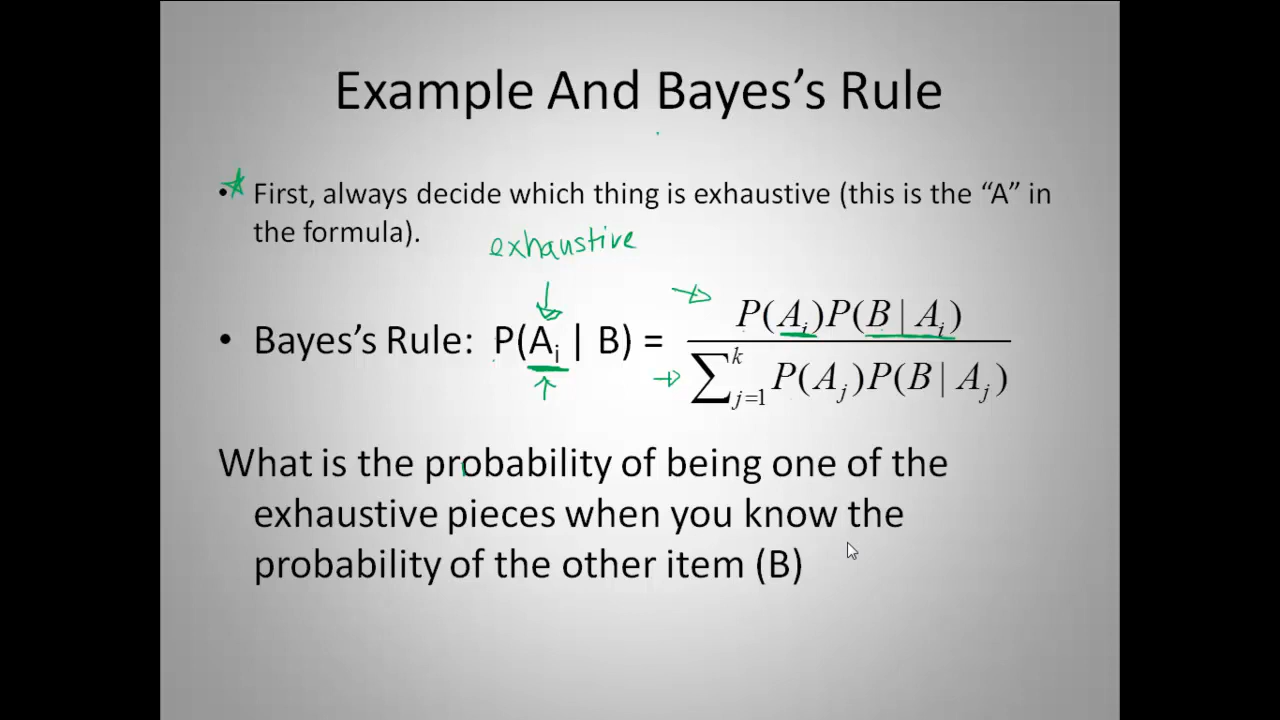 Example And Bayes’s Rule
• First, always decide which thing is exhaustive (this is the “A” in
the formula).
exhaustive
• Bayes’s Rule: P(Aᵢ | B) = P(Aᵢ)P(B | Aᵢ) / ∑ᵏⱼ₌₁ P(Aⱼ)P(B | Aⱼ)
What is the probability of being one of the
exhaustive pieces when you know the
probability of the other item (B)